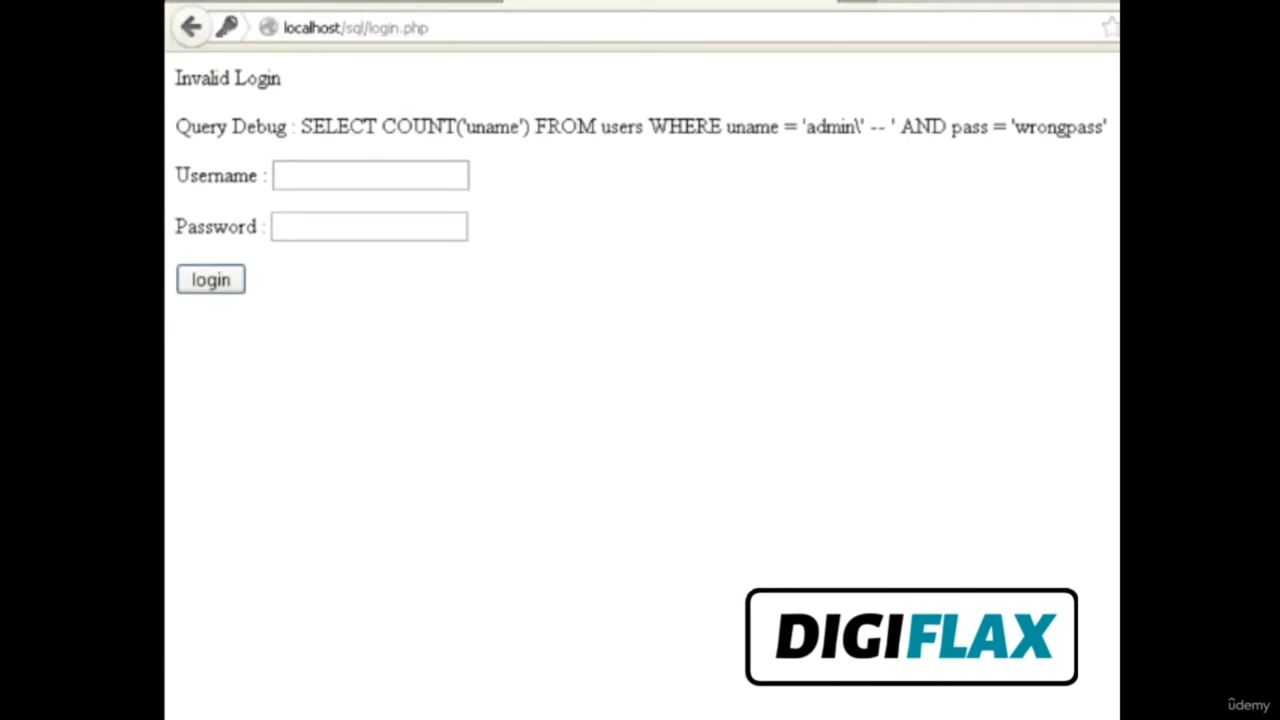 localhost/sql/login.php
Invalid Login
Query Debug : SELECT COUNT('uname') FROM users WHERE uname = 'admin\' -- ' AND pass = 'wrongpass'
Username :
Password :
login
DIGIFLAX
ûdemy